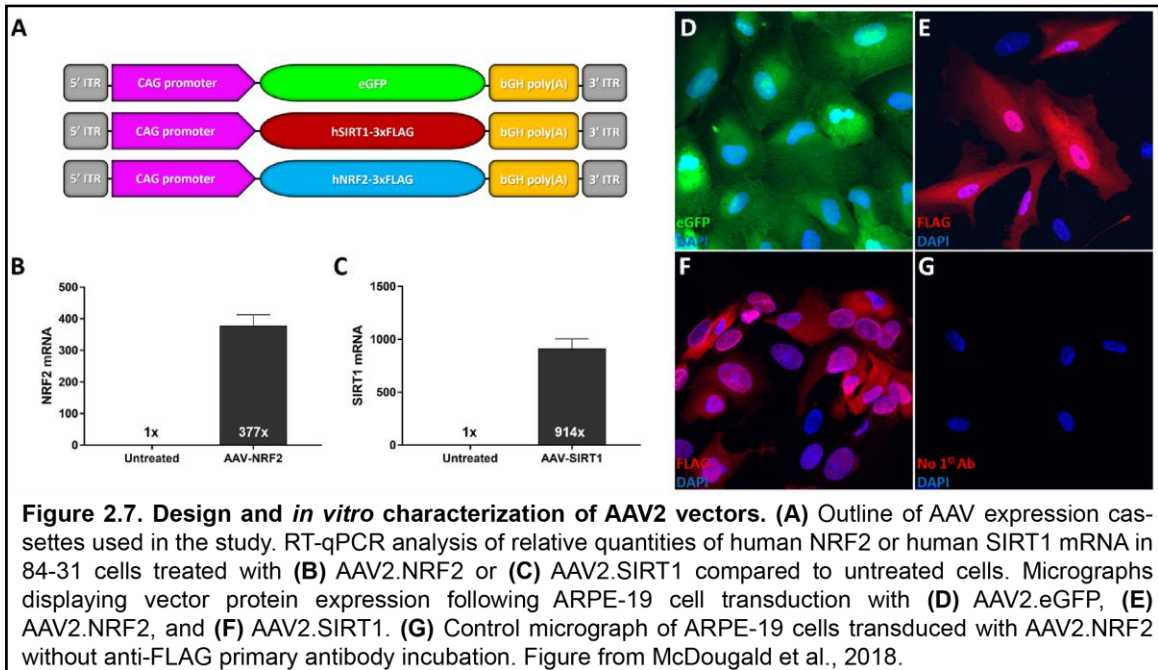 A
5' ITR CAG promoter eGFP bGH poly(A) 3' ITR
5' ITR CAG promoter hSIRT1-3xFLAG bGH poly(A) 3' ITR
5' ITR CAG promoter hNRF2-3xFLAG bGH poly(A) 3' ITR
B
NRF2 mRNA
500
400
300
200
100
0
1x
377x
Untreated
AAV-NRF2
C
SIRT1 mRNA
1500
1000
500
0
1x
914x
Untreated
AAV-SIRT1
D
eGFP
DAPI
E
FLAG
DAPI
F
FLAG
DAPI
G
No 1º Ab
DAPI
Figure 2.7. Design and in vitro characterization of AAV2 vectors. (A) Outline of AAV expression cas-
settes used in the study. RT-qPCR analysis of relative quantities of human NRF2 or human SIRT1 mRNA in
84-31 cells treated with (B) AAV2.NRF2 or (C) AAV2.SIRT1 compared to untreated cells. Micrographs
displaying vector protein expression following ARPE-19 cell transduction with (D) AAV2.eGFP, (E)
AAV2.NRF2, and (F) AAV2.SIRT1. (G) Control micrograph of ARPE-19 cells transduced with AAV2.NRF2
without anti-FLAG primary antibody incubation. Figure from McDougald et al., 2018.